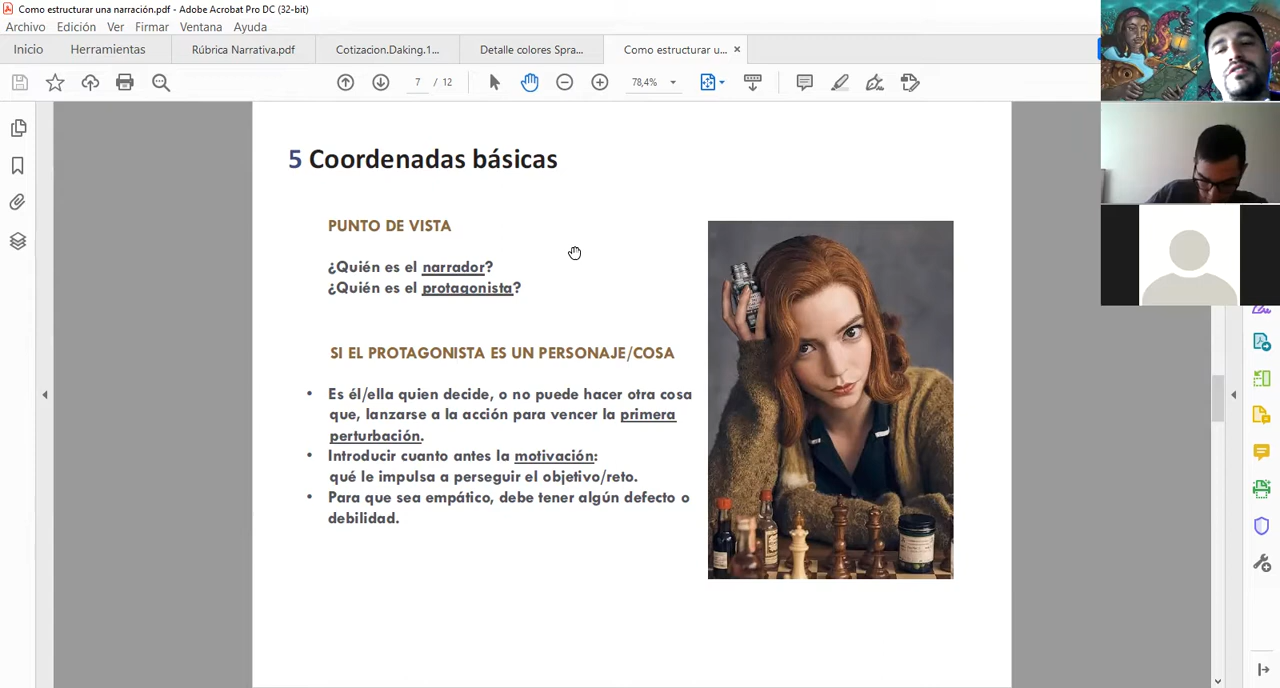 Como estructurar una narración.pdf - Adobe Acrobat Pro DC (32-bit)
Archivo Edición Ver Firmar Ventana Ayuda
Inicio Herramientas Rúbrica Narrativa.pdf Cotizacion.Daking.1... Detalle colores Spra... Como estructurar u... ×
7 / 12 78,4%
5 Coordenadas básicas
PUNTO DE VISTA
¿Quién es el narrador?
¿Quién es el protagonista?
SI EL PROTAGONISTA ES UN PERSONAJE/COSA
• Es él/ella quien decide, o no puede hacer otra cosa
que, lanzarse a la acción para vencer la primera
perturbación.
• Introducir cuanto antes la motivación:
qué le impulsa a perseguir el objetivo/reto.
• Para que sea empático, debe tener algún defecto o
debilidad.